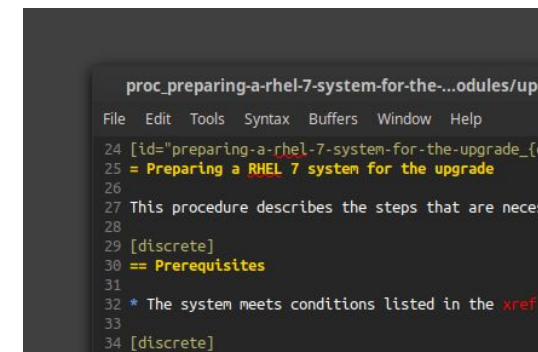 proc_preparing-a-rhel-7-system-for-the-...odules/up
File Edit Tools Syntax Buffers Window Help
24 [id="preparing-a-rhel-7-system-for-the-upgrade_{
25 = Preparing a RHEL 7 system for the upgrade
26
27 This procedure describes the steps that are nece
28
29 [discrete]
30 == Prerequisites
31
32 * The system meets conditions listed in the xref
33
34 [discrete]